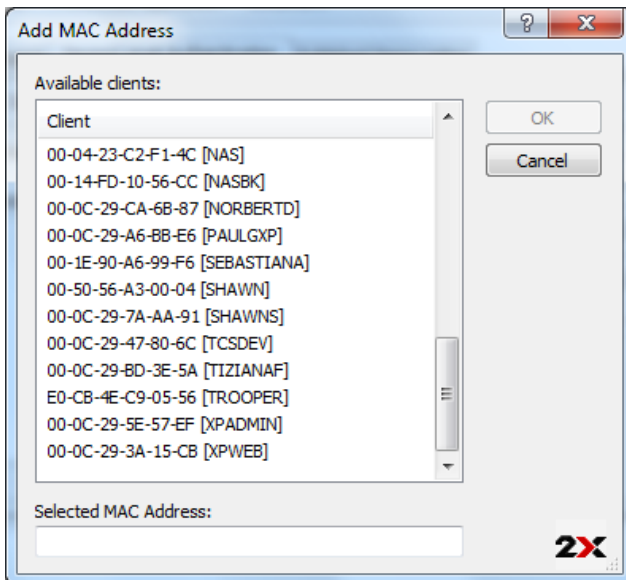 Add MAC Address
?
Available clients:
Client
00-04-23-C2-F1-4C [NAS]
00-14-FD-10-56-CC [NASBK]
00-0C-29-CA-6B-87 [NORBERTD]
00-0C-29-A6-BB-E6 [PAULGXP]
00-1E-90-A6-99-F6 [SEBASTIANA]
00-50-56-A3-00-04 [SHAWN]
00-0C-29-7A-AA-91 [SHAWNS]
00-0C-29-47-80-6C [TCSDEV]
00-0C-29-BD-3E-5A [TIZIANAF]
E0-CB-4E-C9-05-56 [TROOPER]
00-0C-29-5E-57-EF [XPADMIN]
00-0C-29-3A-15-CB [XPWEB]
OK
Cancel
Selected MAC Address:
2X